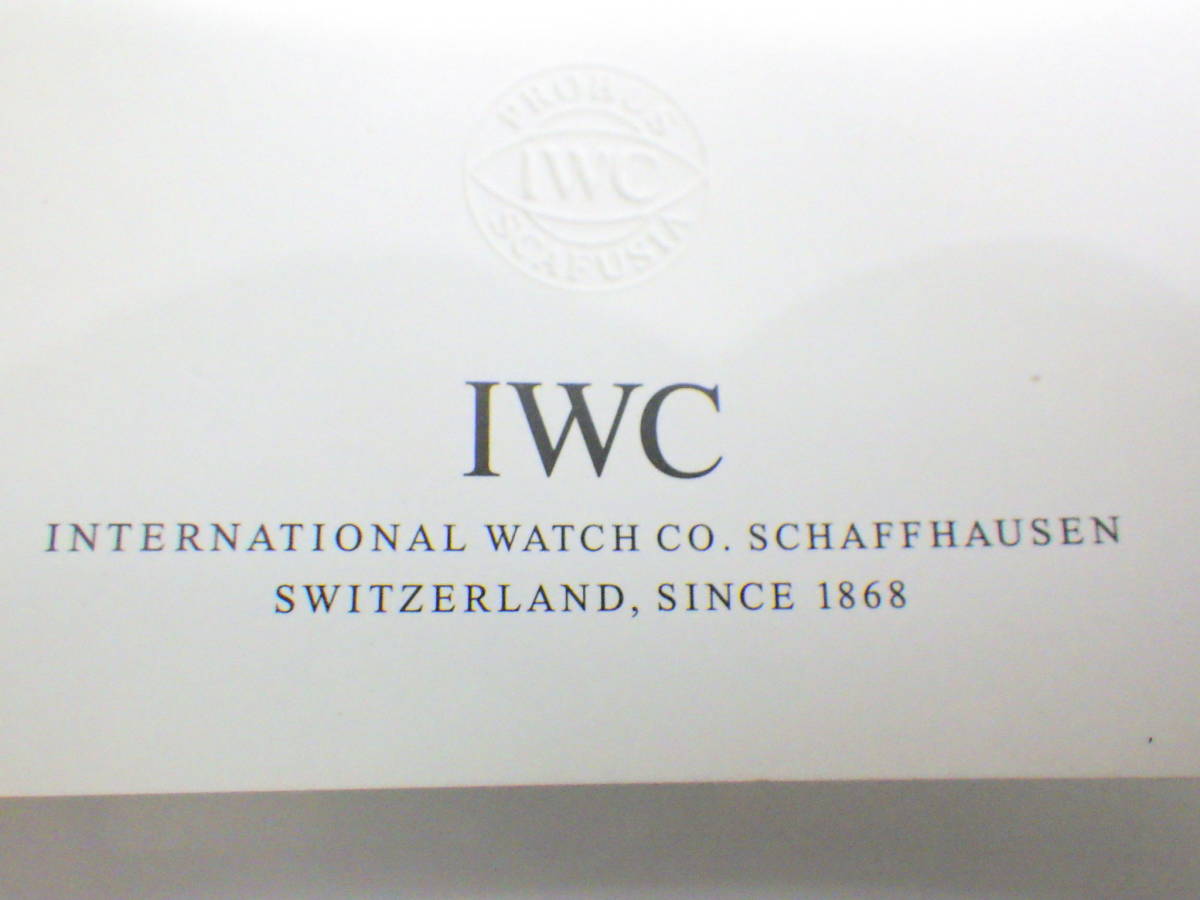 PROBUS
IWC
SCAFUSIA
IWC
INTERNATIONAL WATCH CO. SCHAFFHAUSEN
SWITZERLAND, SINCE 1868